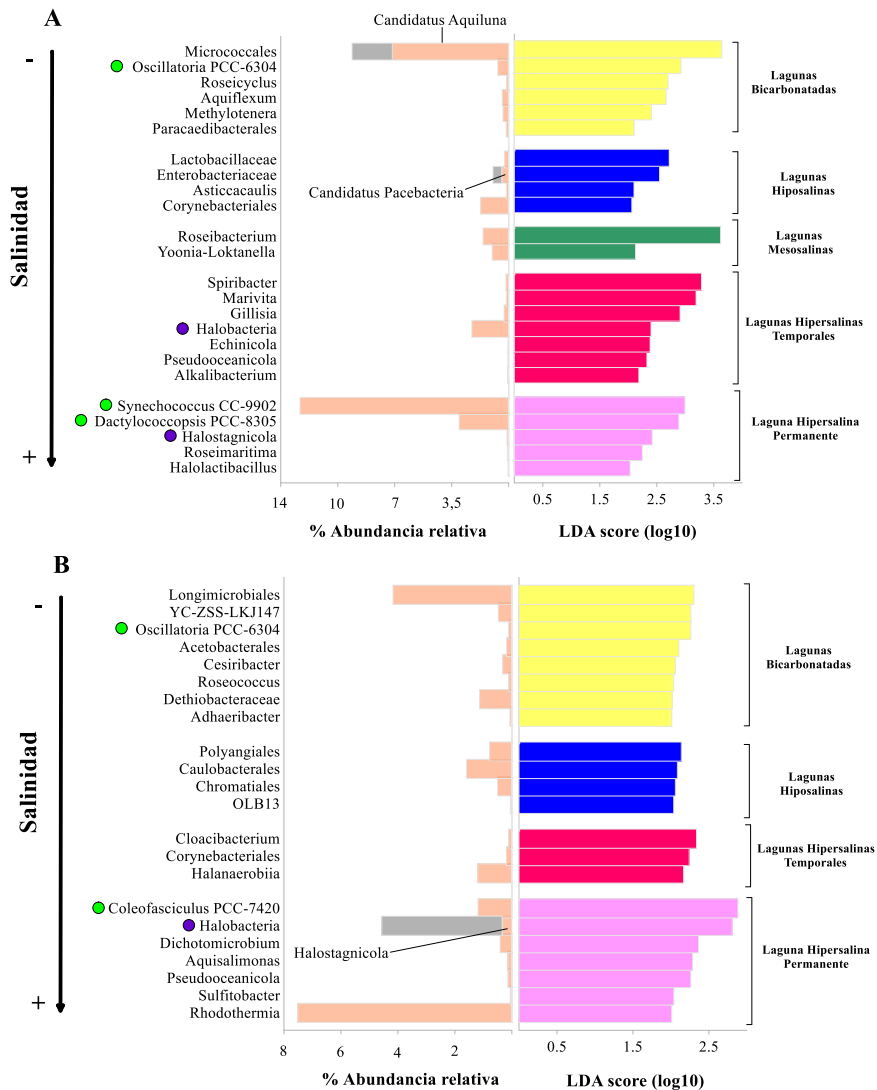 A
Candidatus Aquiluna
-
Micrococcales
Oscillatoria PCC-6304
Roseicyclus
Aquiflexum
Methylotenera
Paracaedibacterales
Lagunas
Bicarbonatadas
Lactobacillaceae
Enterobacteriaceae
Candidatus Pacebacteria
Asticcacaulis
Corynebacteriales
Lagunas
Hiposalinas
Salinidad
Roseibacterium
Yoonia-Loktanella
Lagunas
Mesosalinas
Spiribacter
Marivita
Gillisia
Halobacteria
Echinicola
Pseudooceanicola
Alkalibacterium
Lagunas Hipersalinas
Temporales
Synechococcus CC-9902
Dactylococcopsis PCC-8305
Halostagnicola
Roseimaritima
Halolactibacillus
Laguna Hipersalina
Permanente
+
14 10 7 3,5 0.5 1.5 2.5 3.5
% Abundancia relativa LDA score (log10)
B
-
Longimicrobiales
YC-ZSS-LKJ147
Oscillatoria PCC-6304
Acetobacterales
Cesiribacter
Roseococcus
Dethiobacteraceae
Adhaeribacter
Lagunas
Bicarbonatadas
Polyangiales
Caulobacterales
Chromatiales
OLB13
Lagunas
Hiposalinas
Salinidad
Cloacibacterium
Corynebacteriales
Halanaerobiia
Lagunas Hipersalinas
Temporales
Coleofasciculus PCC-7420
Halobacteria
Dichotomicrobium
Halostagnicola
Aquisalimonas
Pseudooceanicola
Sulfitobacter
Rhodothermia
Laguna Hipersalina
Permanente
+
8 6 4 2 0.5 1.5 2.5
% Abundancia relativa LDA score (log10)